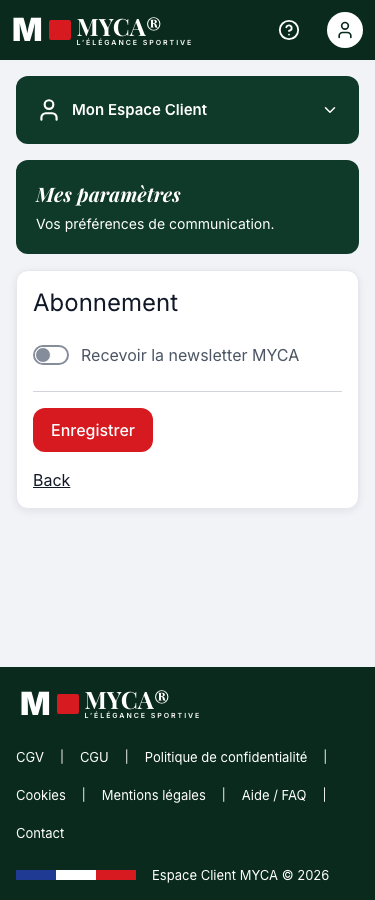 M MYCA®
L'ÉLÉGANCE SPORTIVE
Mon Espace Client
Mes paramètres
Vos préférences de communication.
Abonnement
Recevoir la newsletter MYCA
Enregistrer
Back
M MYCA®
L'ÉLÉGANCE SPORTIVE
CGV | CGU | Politique de confidentialité |
Cookies | Mentions légales | Aide / FAQ |
Contact
Espace Client MYCA © 2026